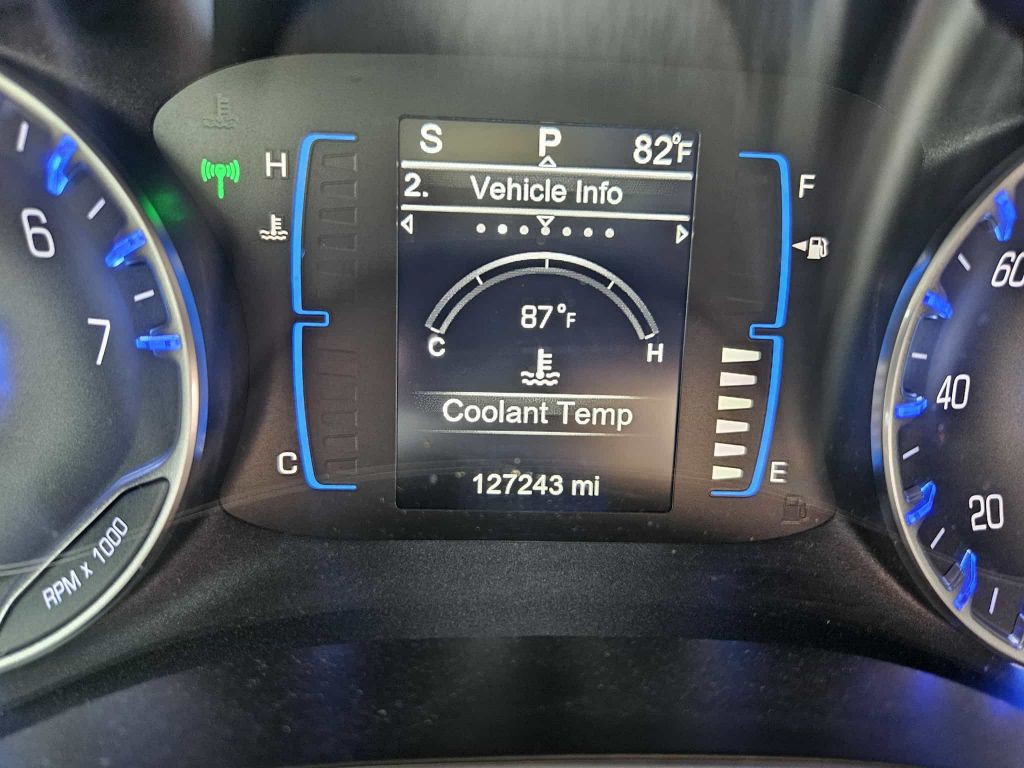 S P 82°F
2. Vehicle Info
87°F
C H
Coolant Temp
127243 mi
H
C
F
E
6
7
RPM x 1000
60
40
20